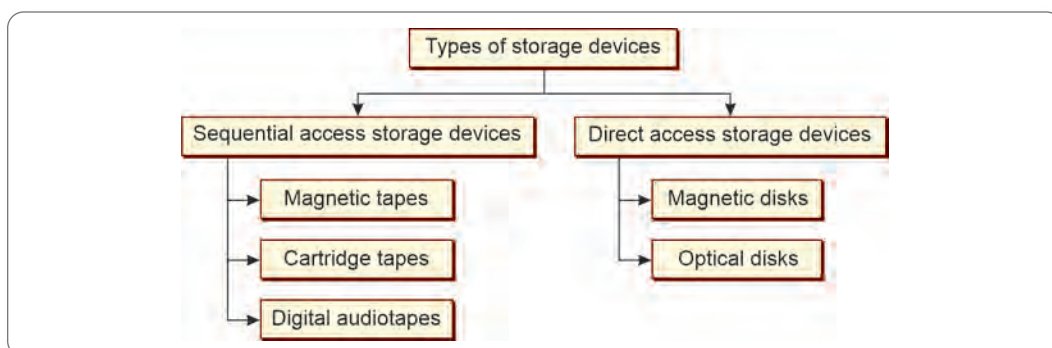 Types of storage devices
Sequential access storage devices
Direct access storage devices
Magnetic tapes
Magnetic disks
Cartridge tapes
Optical disks
Digital audiotapes